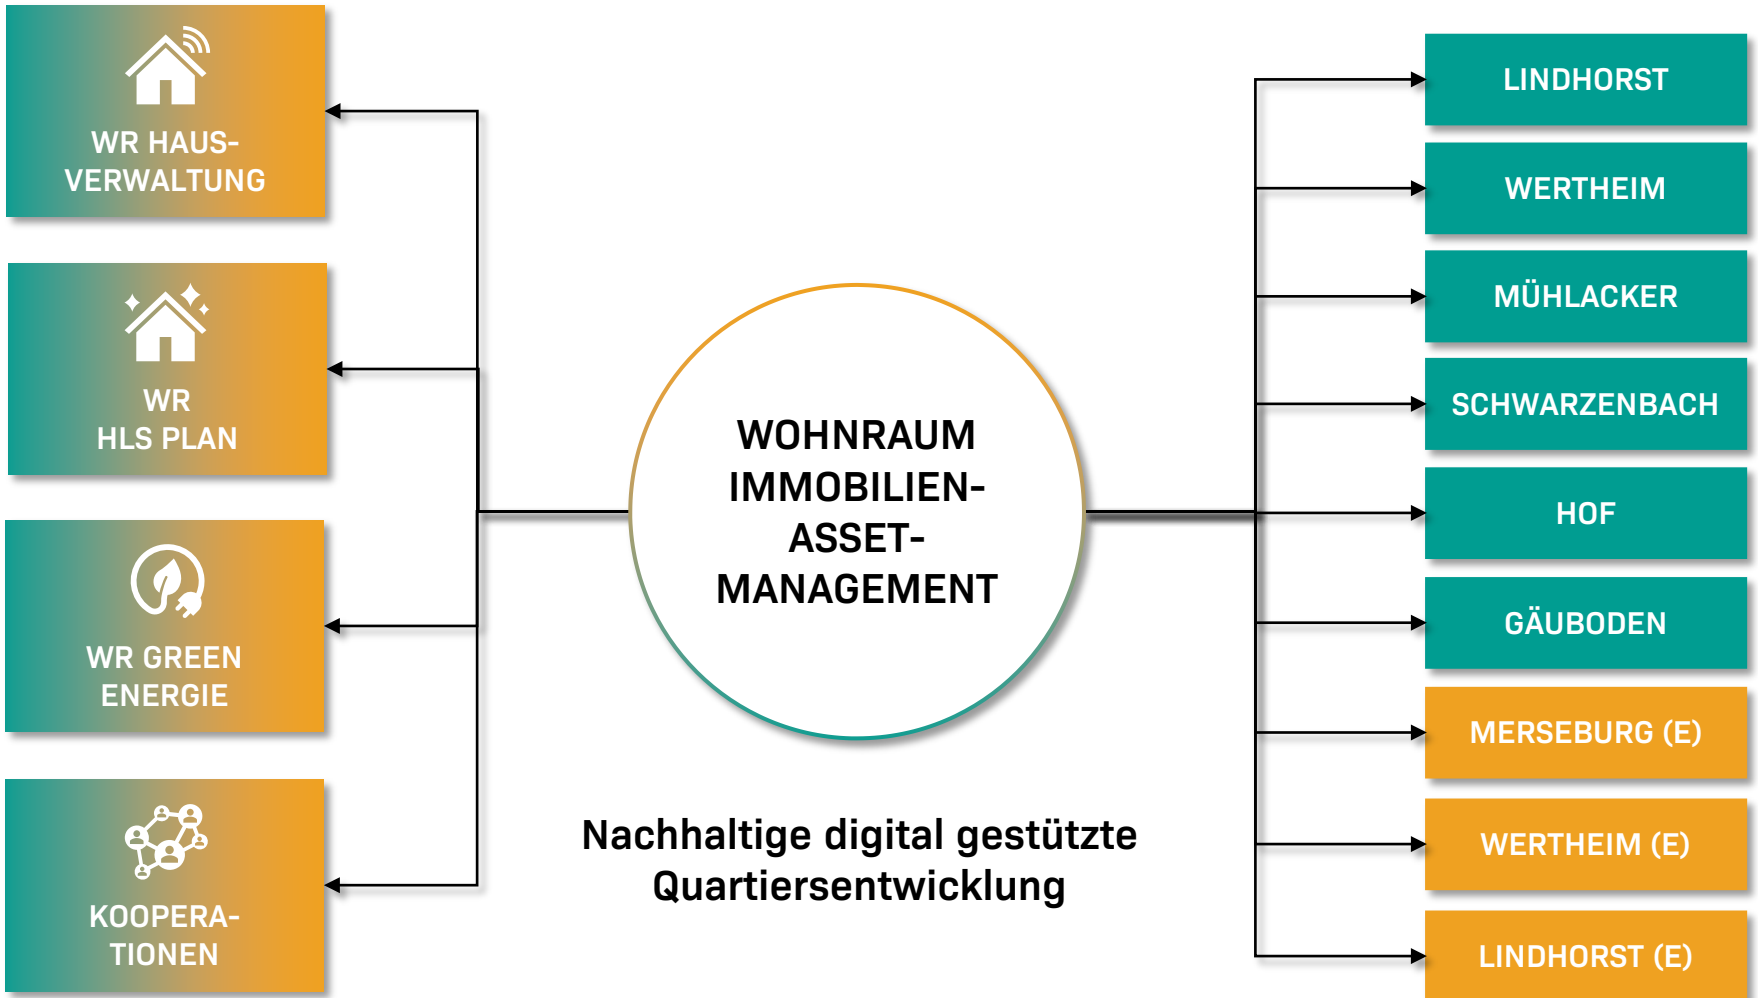 WR HAUS-
VERWALTUNG
WR
HLS PLAN
WR GREEN
ENERGIE
KOOPERA-
TIONEN
WOHNRAUM
IMMOBILIEN-
ASSET-
MANAGEMENT
Nachhaltige digital gestützte
Quartiersentwicklung
LINDHORST
WERTHEIM
MÜHLACKER
SCHWARZENBACH
HOF
GÄUBODEN
MERSEBURG (E)
WERTHEIM (E)
LINDHORST (E)